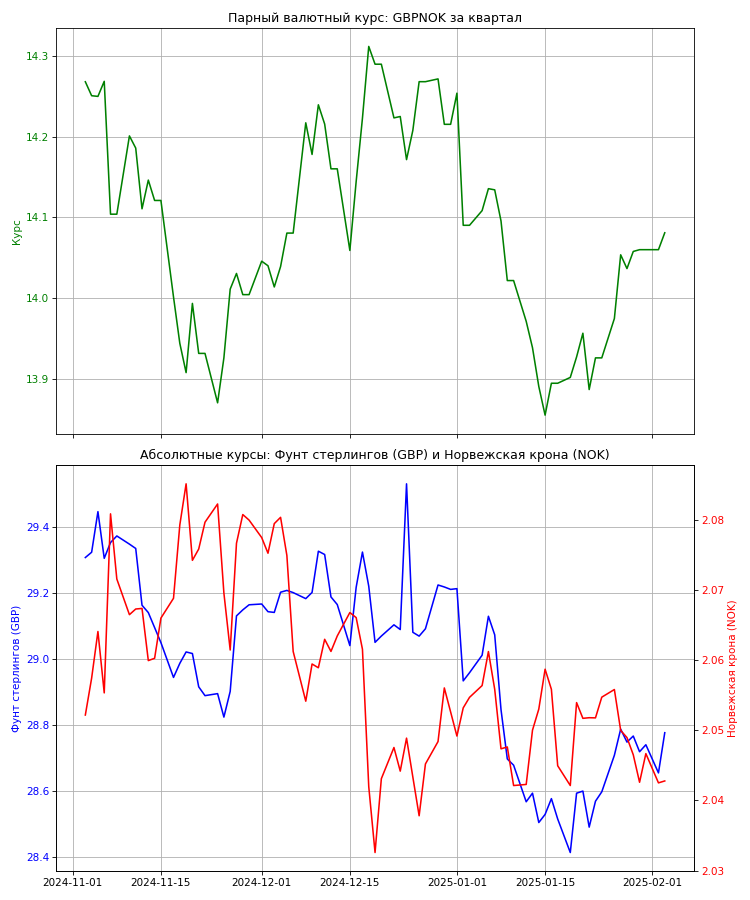 Парный валютный курс: GBPNOK за квартал
14.3
14.2
14.1
14.0
13.9
Курс
Абсолютные курсы: Фунт стерлингов (GBP) и Норвежская крона (NOK)
29.4
29.2
29.0
28.8
28.6
28.4
Фунт стерлингов (GBP)
2.08
2.07
2.06
2.05
2.04
2.03
Норвежская крона (NOK)
2024-11-01 2024-11-15 2024-12-01 2024-12-15 2025-01-01 2025-01-15 2025-02-01